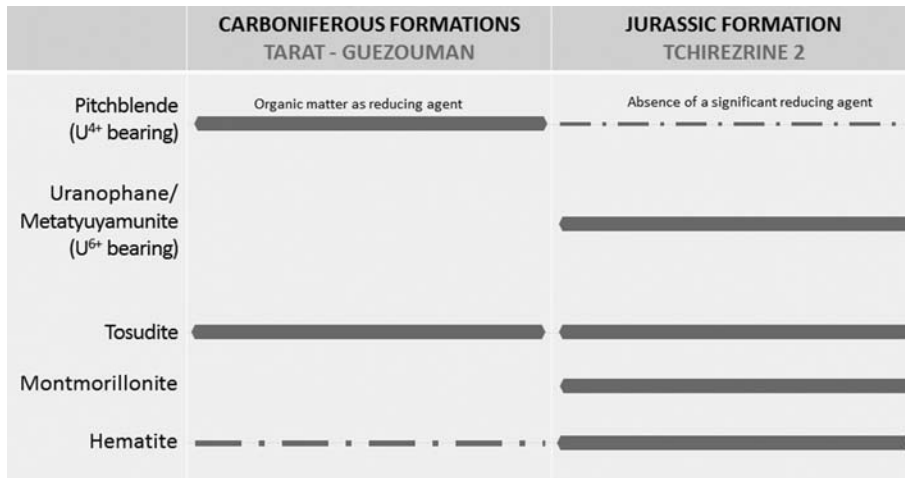 CARBONIFEROUS FORMATIONS
TARAT - GUEZOUMAN
JURASSIC FORMATION
TCHIREZRINE 2
Pitchblende
(U⁴⁺ bearing)
Organic matter as reducing agent
Absence of a significant reducing agent
Uranophane/
Metatyuyamunite
(U⁶⁺ bearing)
Tosudite
Montmorillonite
Hematite